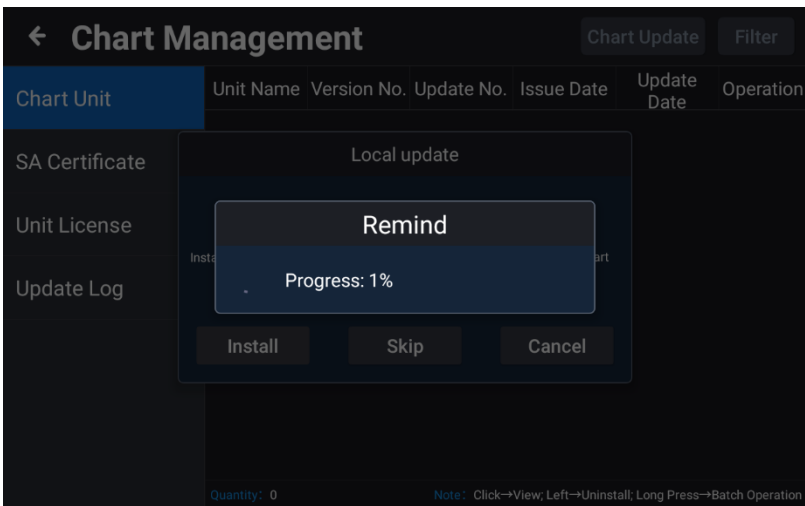 ← Chart Management
Chart Update
Filter
Chart Unit
SA Certificate
Unit License
Update Log
Unit Name Version No. Update No. Issue Date Update Date Operation
Local update
Remind
Progress: 1%
Install Skip Cancel
Quantity: 0
Note: Click→View; Left→Uninstall; Long Press→Batch Operation